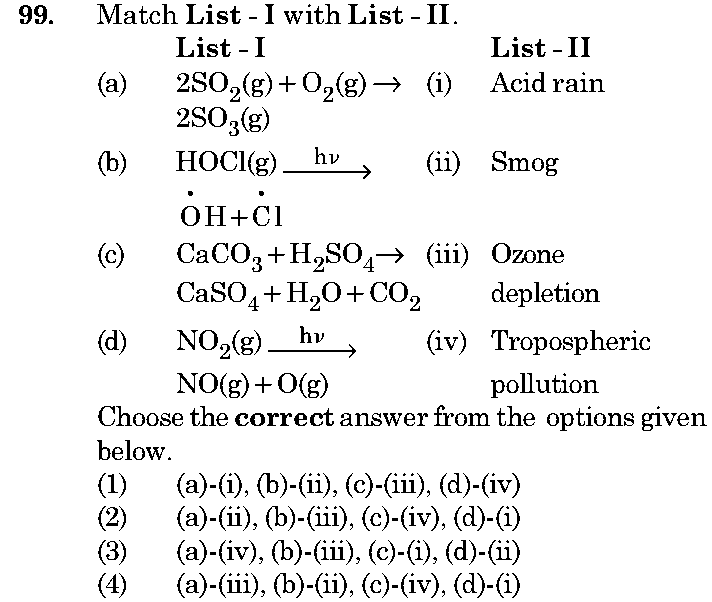 99. Match List - I with List - II.
List - I List - II
(a) 2SO₂(g) + O₂(g) → (i) Acid rain
2SO₃(g)
(b) HOCl(g) —hν→ (ii) Smog
ȮH + Ċl
(c) CaCO₃ + H₂SO₄ → (iii) Ozone
CaSO₄ + H₂O + CO₂ depletion
(d) NO₂(g) —hν→ (iv) Tropospheric
NO(g) + O(g) pollution
Choose the correct answer from the options given
below.
(1) (a)-(i), (b)-(ii), (c)-(iii), (d)-(iv)
(2) (a)-(ii), (b)-(iii), (c)-(iv), (d)-(i)
(3) (a)-(iv), (b)-(iii), (c)-(i), (d)-(ii)
(4) (a)-(iii), (b)-(ii), (c)-(iv), (d)-(i)